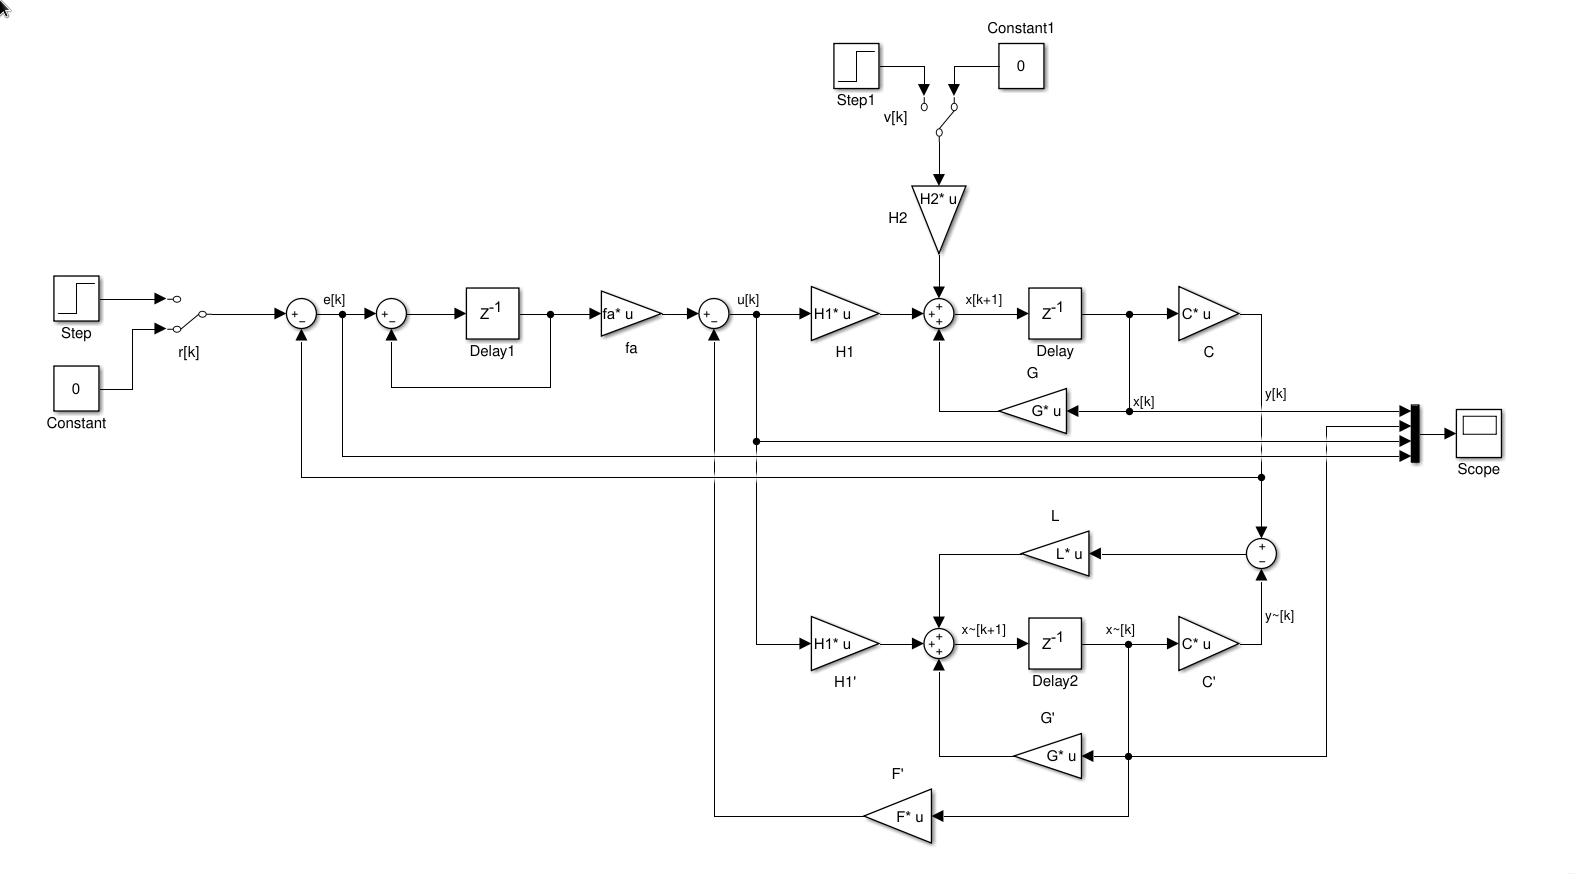 Constant1
0
Step1
v[k]
H2* u
H2
Step
r[k]
0
Constant
+
−
e[k]
+
−
Z-1
Delay1
fa* u
fa
+
−
u[k]
H1* u
H1
+
+
+
x[k+1]
Z-1
Delay
C* u
C
G
G* u
x[k]
y[k]
Scope
L
L* u
+
−
y~[k]
H1* u
H1'
+
+
+
x~[k+1]
Z-1
Delay2
x~[k]
C* u
C'
G'
G* u
F'
F* u